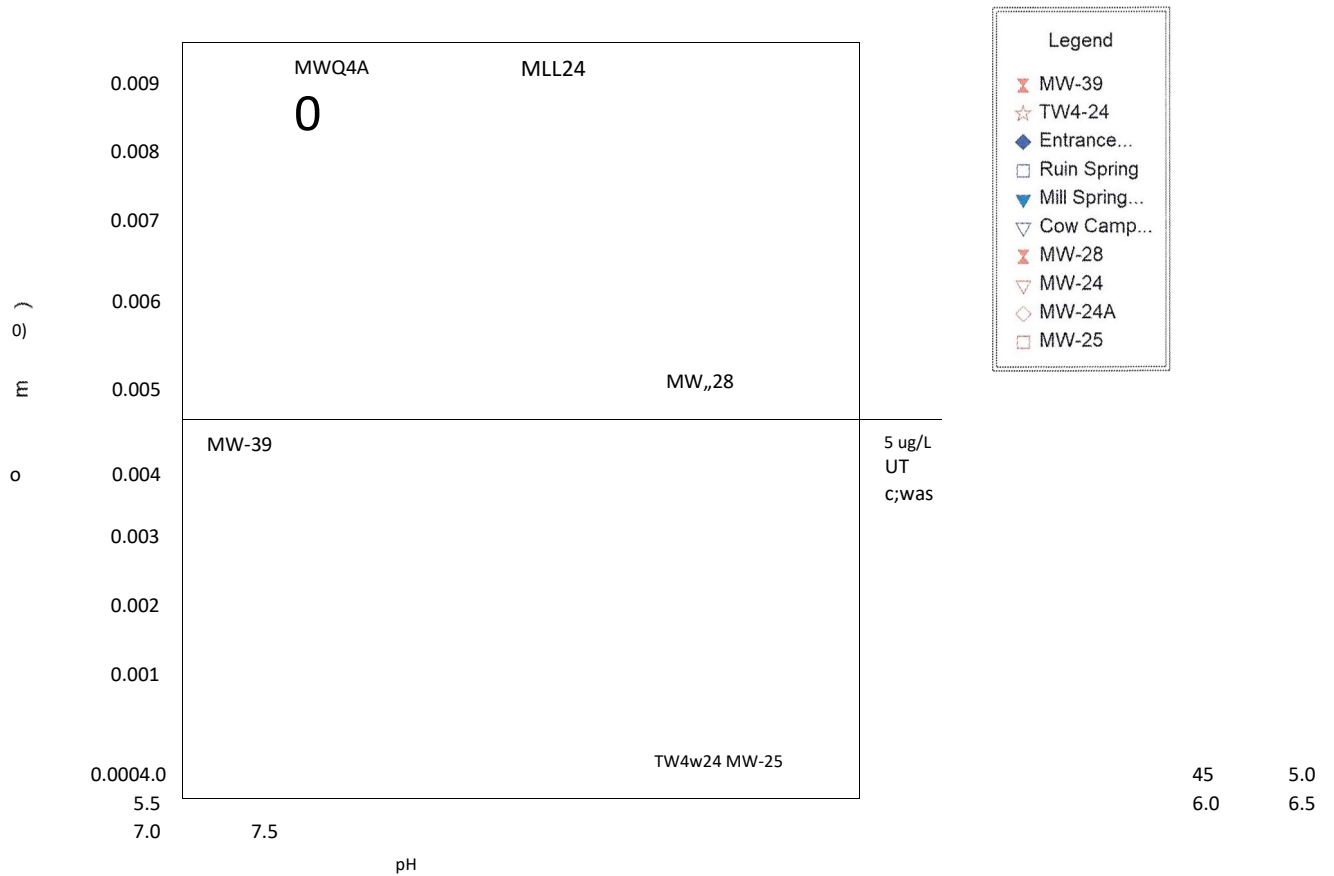 MWQ4A
MLL24
0.009
0
0.008
0.007
0.006
)
0)
m
0.005
MW„28
MW-39
5 ug/L
UT
c;was
o
0.004
0.003
0.002
0.001
TW4w24 MW-25
0.0004.0
45 5.0
5.5
6.0 6.5
7.0 7.5
pH
Legend
MW-39
TW4-24
Entrance...
Ruin Spring
Mill Spring...
Cow Camp...
MW-28
MW-24
MW-24A
MW-25